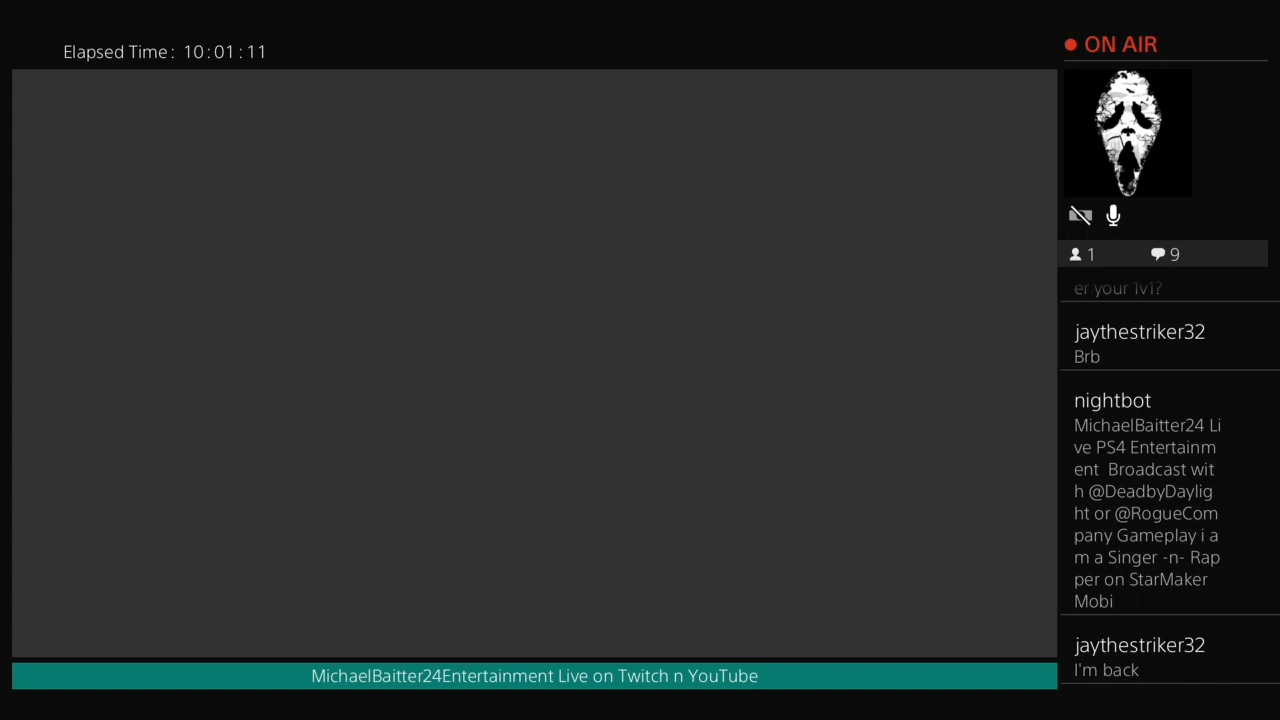 Elapsed Time: 10:01:11
ON AIR
1
9
er your 1v1?
jaythestriker32
Brb
nightbot
MichaelBaitter24 Li
ve PS4 Entertainm
ent  Broadcast wit
h @DeadbyDaylig
ht or @RogueCom
pany Gameplay i a
m a Singer -n- Rap
per on StarMaker
Mobi
jaythestriker32
I'm back
MichaelBaitter24Entertainment Live on Twitch n YouTube